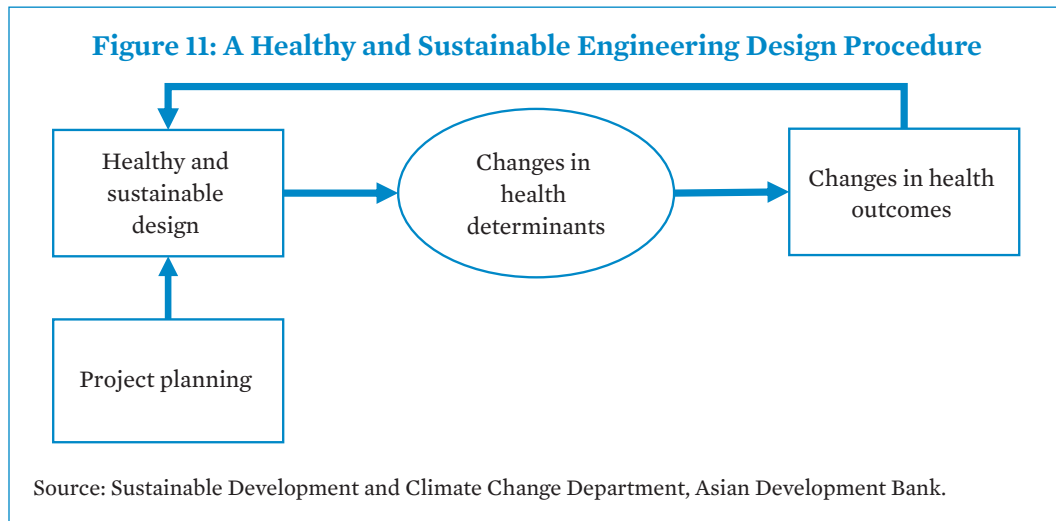 Figure 11: A Healthy and Sustainable Engineering Design Procedure
Healthy and
sustainable
design
Changes in
health
determinants
Changes in health
outcomes
Project planning
Source: Sustainable Development and Climate Change Department, Asian Development Bank.